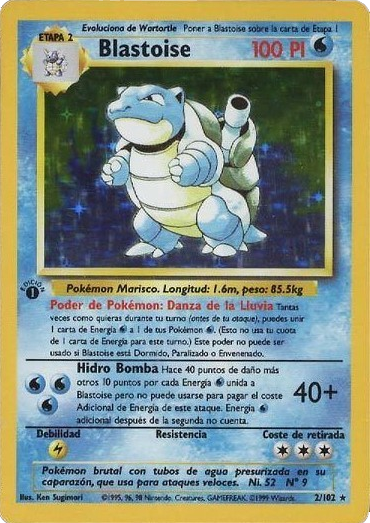 Evoluciona de Wartortle    Poner a Blastoise sobre la carta de Etapa 1
ETAPA 2
Blastoise    100 PI
EDICIÓN
1
Pokémon Marisco. Longitud: 1.6m, peso: 85.5kg
Poder de Pokémon: Danza de la Lluvia Tantas
veces como quieras durante tu turno (antes de tu ataque), puedes unir
1 carta de Energía a 1 de tus Pokémon. (Esto no usa tu cuota
de 1 carta de Energía para este turno.) Este poder no puede ser
usado si Blastoise está Dormido, Paralizado o Envenenado.
Hidro Bomba Hace 40 puntos de daño más
otros 10 puntos por cada Energía unida a
Blastoise pero no puede usarse para pagar el coste
Adicional de Energía de este ataque. Energía
adicional después de la segunda no cuenta.
40+
Debilidad    Resistencia    Coste de retirada
Pokémon brutal con tubos de agua presurizada en su
caparazón, que usa para ataques veloces. Ni. 52 Nº 9
Ilus. Ken Sugimori    ©1995, 96, 98 Nintendo, Creatures, GAMEFREAK. ©1999 Wizards.    2/102 ★